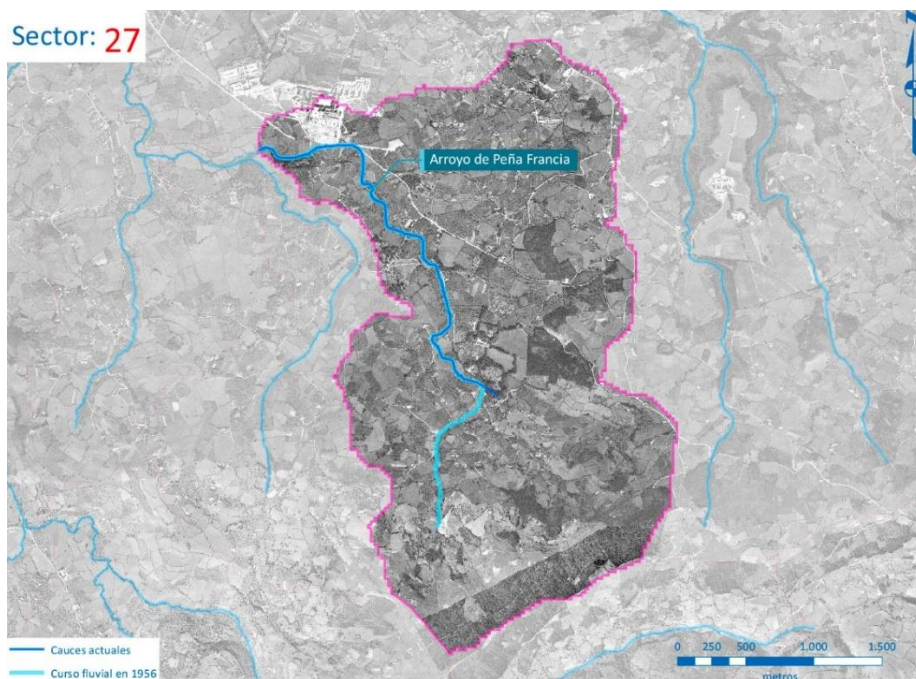 Sector: 27
Arroyo de Peña Francia
Cauces actuales
Curso fluvial en 1956
0 250 500 1.000 1.500
metros